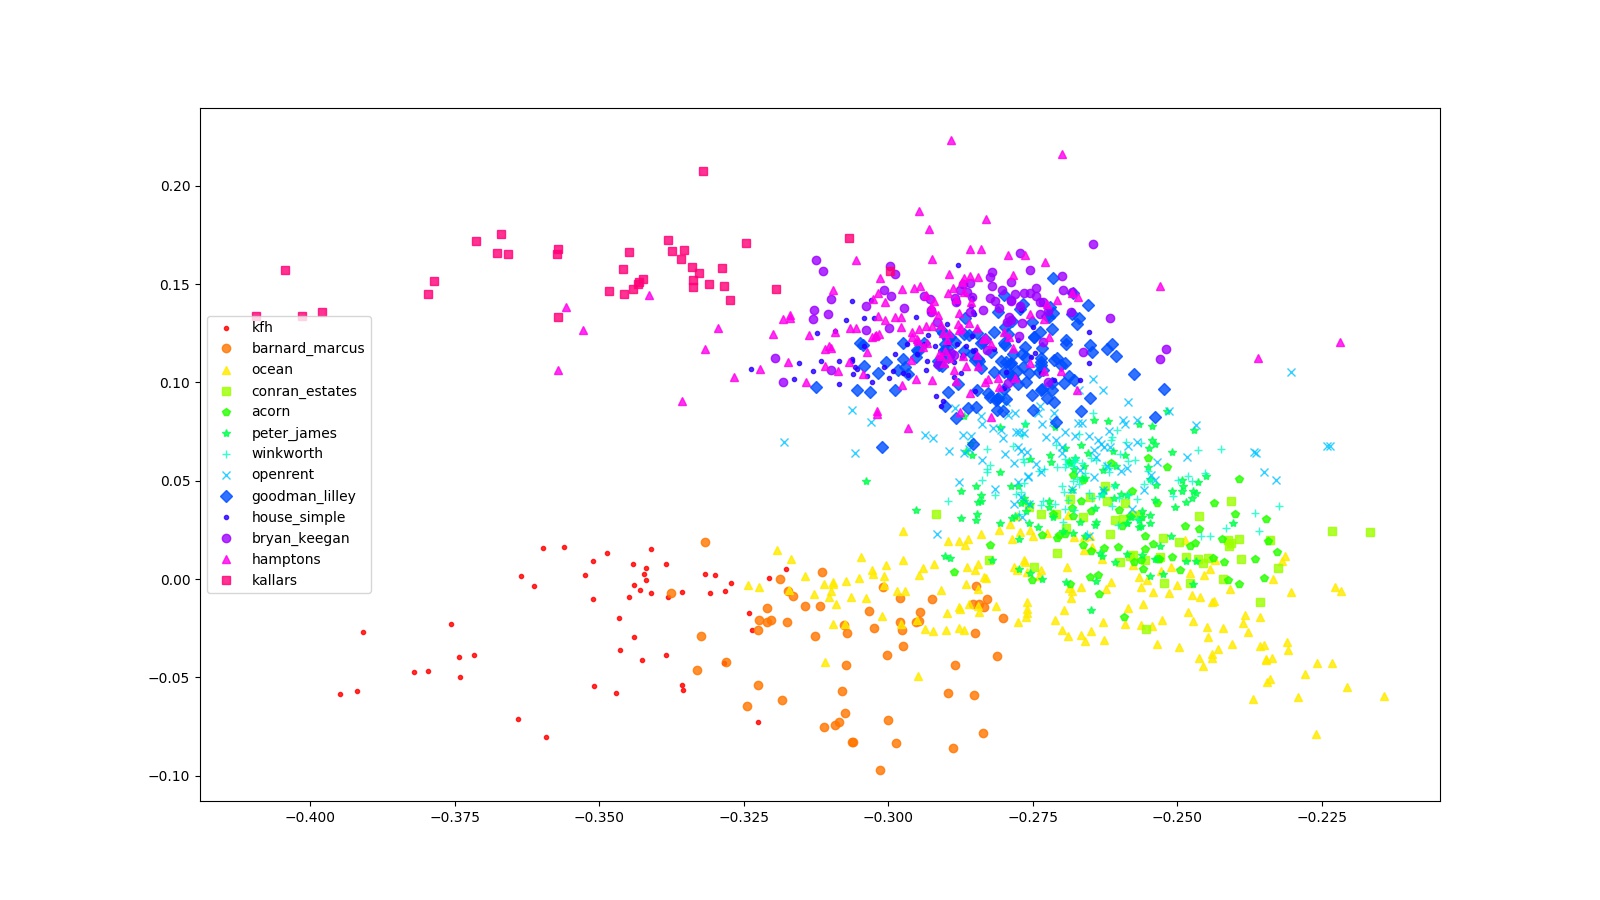 0.20
0.15
0.10
0.05
0.00
−0.05
−0.10
kfh
barnard_marcus
ocean
conran_estates
acorn
peter_james
winkworth
openrent
goodman_lilley
house_simple
bryan_keegan
hamptons
kallars
−0.400 −0.375 −0.350 −0.325 −0.300 −0.275 −0.250 −0.225